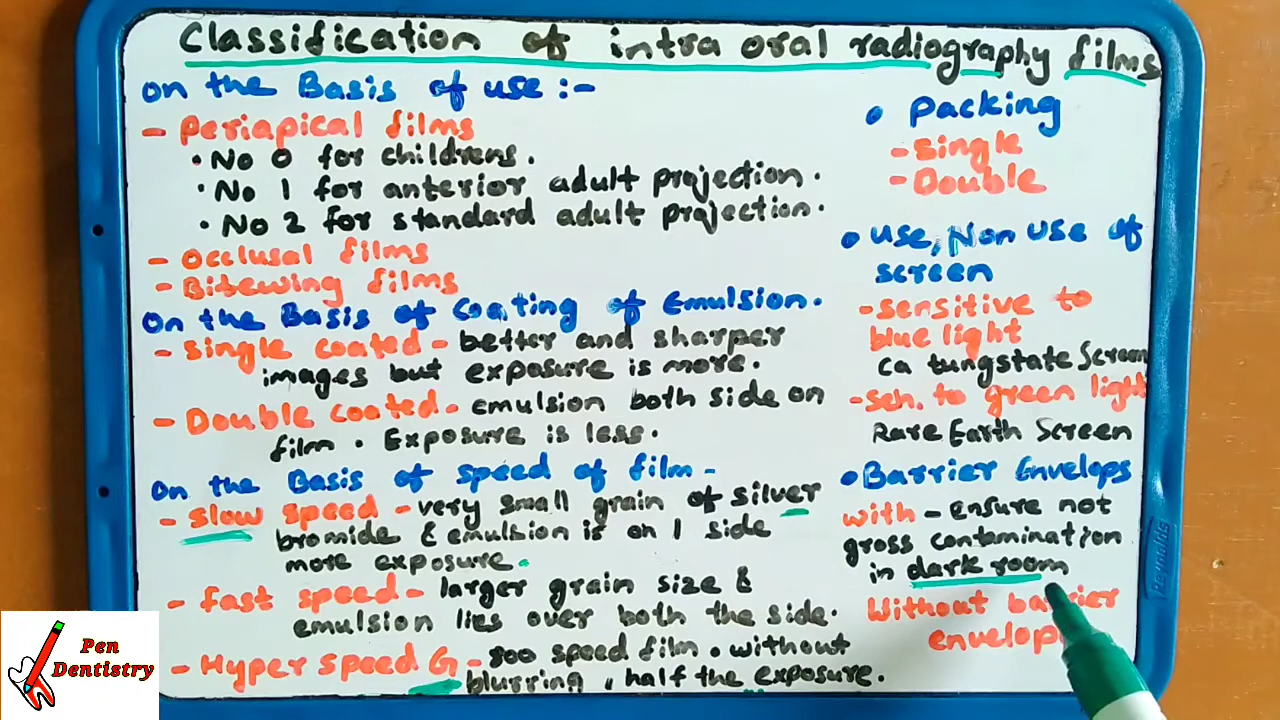 Classification of intra oral radiography films
on the Basis of use :-
- Periapical films
• No 0 for childrens.
• No 1 for anterior adult projection.
• No 2 for standard adult projection.
- Occlusal films
- Bitewing films
On the Basis of Coating of Emulsion.
- Single coated - better and sharper
images but exposure is more.
- Double coated - Emulsion both side on
film. Exposure is less.
on the Basis of speed of film -
- slow speed - very small grain of silver
bromide & emulsion is on 1 side
more exposure.
- fast speed - larger grain size &
emulsion lies over both the side.
- Hyper speed G - 800 speed film. without
blurring, half the exposure.
• Packing
- Single
- Double
• Use, Non Use of
screen
- sensitive to
blue light
Ca tungstate Screen
- sen. to green light
Rare Earth Screen
• Barrier Envelops
with - ensure not
gross contamination
in dark room
Without barrier
Reynolds
Pen
Dentistry